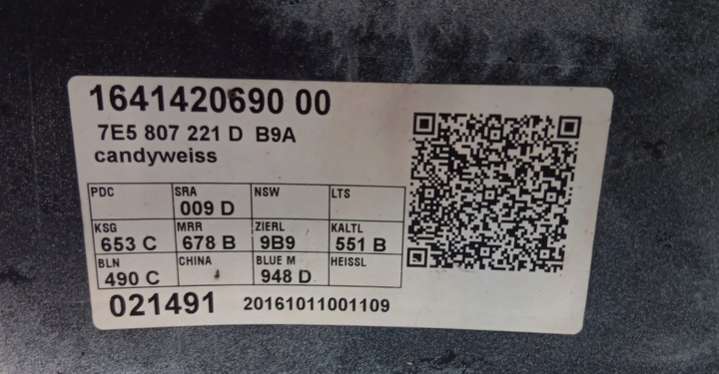 1641420690 00
7E5 807 221 D B9A
candyweiss
PDC SRA NSW LTS
009 D
KSG MRR ZIERL KALTL
653 C 678 B 9B9 551 B
BLN CHINA BLUE M HEISSL
490 C 948 D
021491 20161011001109